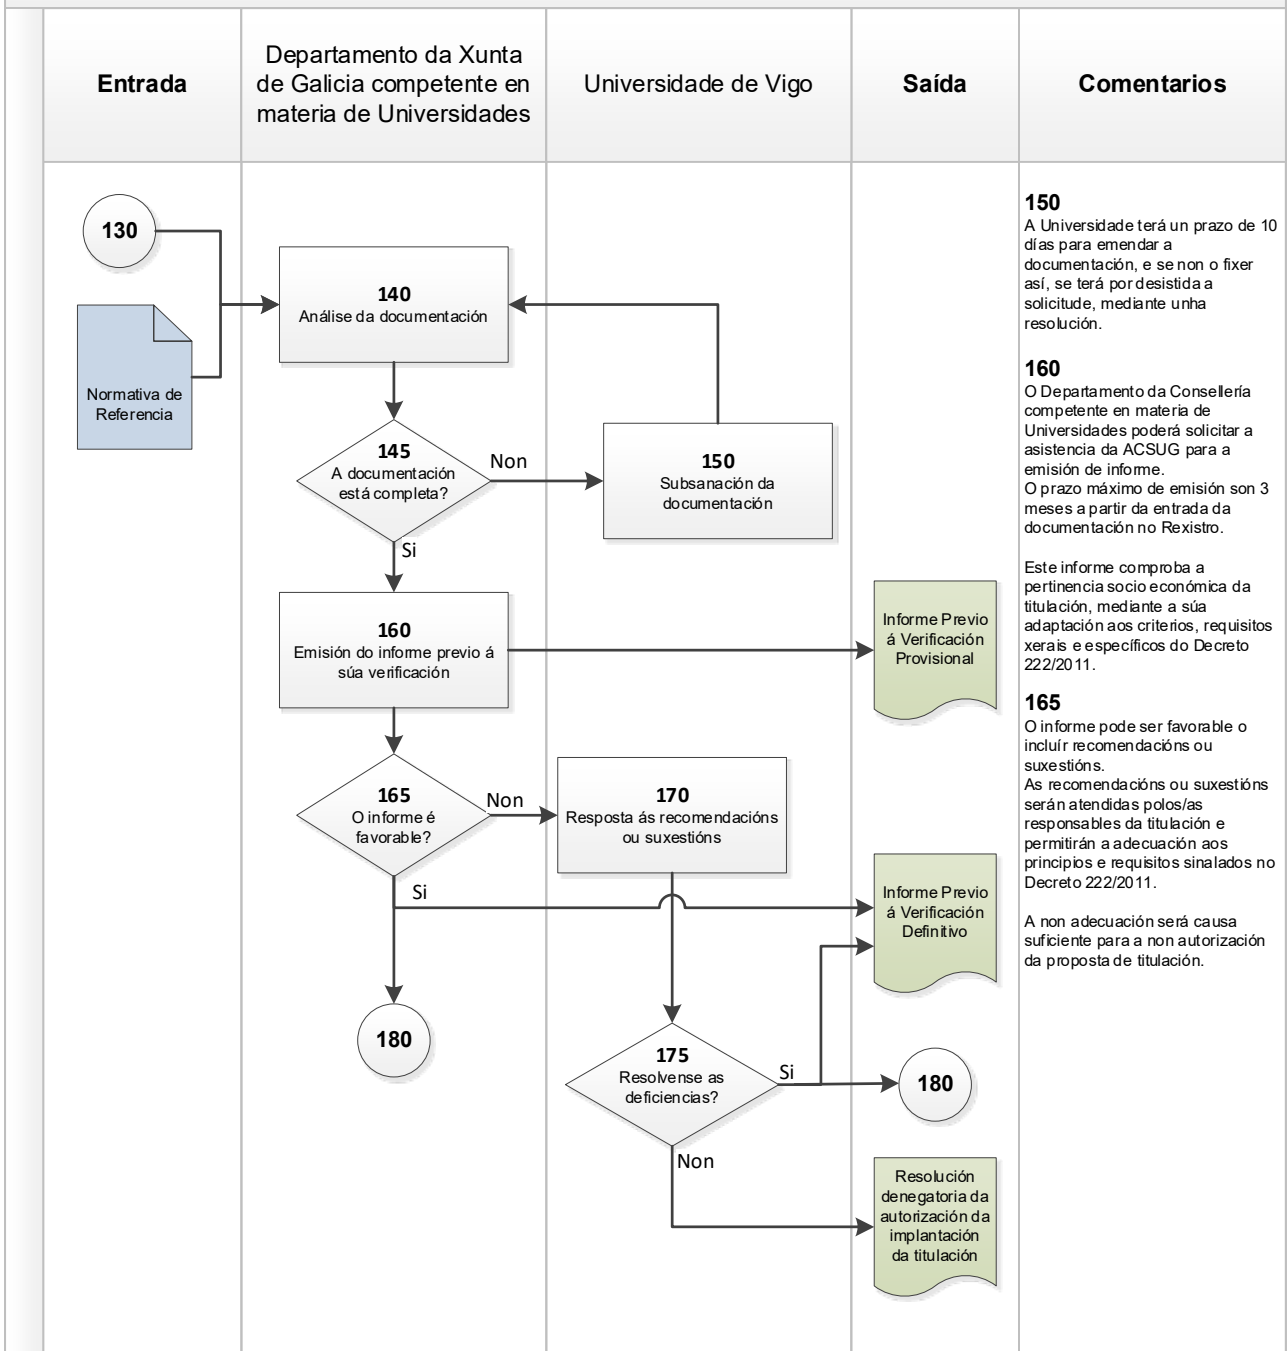 Entrada
Departamento da Xunta
de Galicia competente en
materia de Universidades
Universidade de Vigo
Saída
Comentarios
130
Normativa de
Referencia
140
Análise da documentación
145
A documentación
está completa?
Non
Si
150
Subsanación da
documentación
160
Emisión do informe previo á
súa verificación
Informe Previo
á Verificación
Provisional
165
O informe é
favorable?
Non
Si
170
Resposta ás recomendacións
ou suxestións
Informe Previo
á Verificación
Definitivo
180
175
Resolvense as
deficiencias?
Si
Non
180
Resolución
denegatoria da
autorización da
implantación
da titulación
150
A Universidade terá un prazo de 10
días para emendar a
documentación, e se non o fixer
así, se terá por desistida a
solicitude, mediante unha
resolución.
160
O Departamento da Consellería
competente en materia de
Universidades poderá solicitar a
asistencia da ACSUG para a
emisión de informe.
O prazo máximo de emisión son 3
meses a partir da entrada da
documentación no Rexistro.
Este informe comproba a
pertinencia socio económica da
titulación, mediante a súa
adaptación aos criterios, requisitos
xerais e específicos do Decreto
222/2011.
165
O informe pode ser favorable o
incluír recomendacións ou
suxestións.
As recomendacións ou suxestións
serán atendidas polos/as
responsables da titulación e
permitirán a adecuación aos
principios e requisitos sinalados no
Decreto 222/2011.
A non adecuación será causa
suficiente para a non autorización
da proposta de titulación.